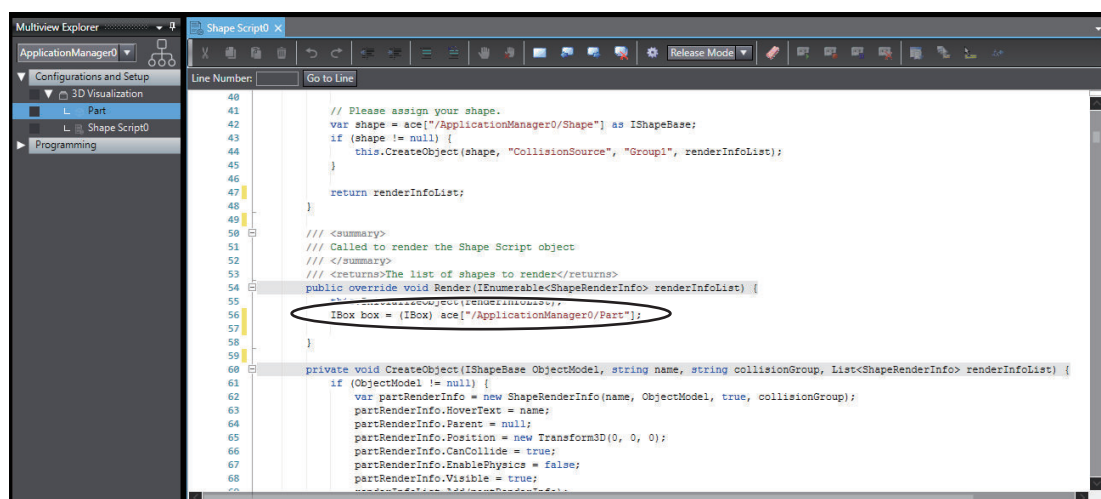 Multiview Explorer
ApplicationManager0
Configurations and Setup
3D Visualization
Part
Shape Script0
Programming
Shape Script0
Release Mode
Line Number:
Go to Line
40
41 // Please assign your shape.
42 var shape = ace["/ApplicationManager0/Shape"] as IShapeBase;
43 if (shape != null) {
44 this.CreateObject(shape, "CollisionSource", "Group1", renderInfoList);
45 }
46
47 return renderInfoList;
48 }
49
50 /// <summary>
51 /// Called to render the Shape Script object
52 /// </summary>
53 /// <returns>The list of shapes to render</returns>
54 public override void Render(IEnumerable<ShapeRenderInfo> renderInfoList) {
55 this.InitializeObject(renderInfoList);
56 IBox box = (IBox) ace["/ApplicationManager0/Part"];
57
58 }
59
60 private void CreateObject(IShapeBase ObjectModel, string name, string collisionGroup, List<ShapeRenderInfo> renderInfoList) {
61 if (ObjectModel != null) {
62 var partRenderInfo = new ShapeRenderInfo(name, ObjectModel, true, collisionGroup);
63 partRenderInfo.HoverText = name;
64 partRenderInfo.Parent = null;
65 partRenderInfo.Position = new Transform3D(0, 0, 0);
66 partRenderInfo.CanCollide = true;
67 partRenderInfo.EnablePhysics = false;
68 partRenderInfo.Visible = true;
69 renderInfoList.Add(partRenderInfo);